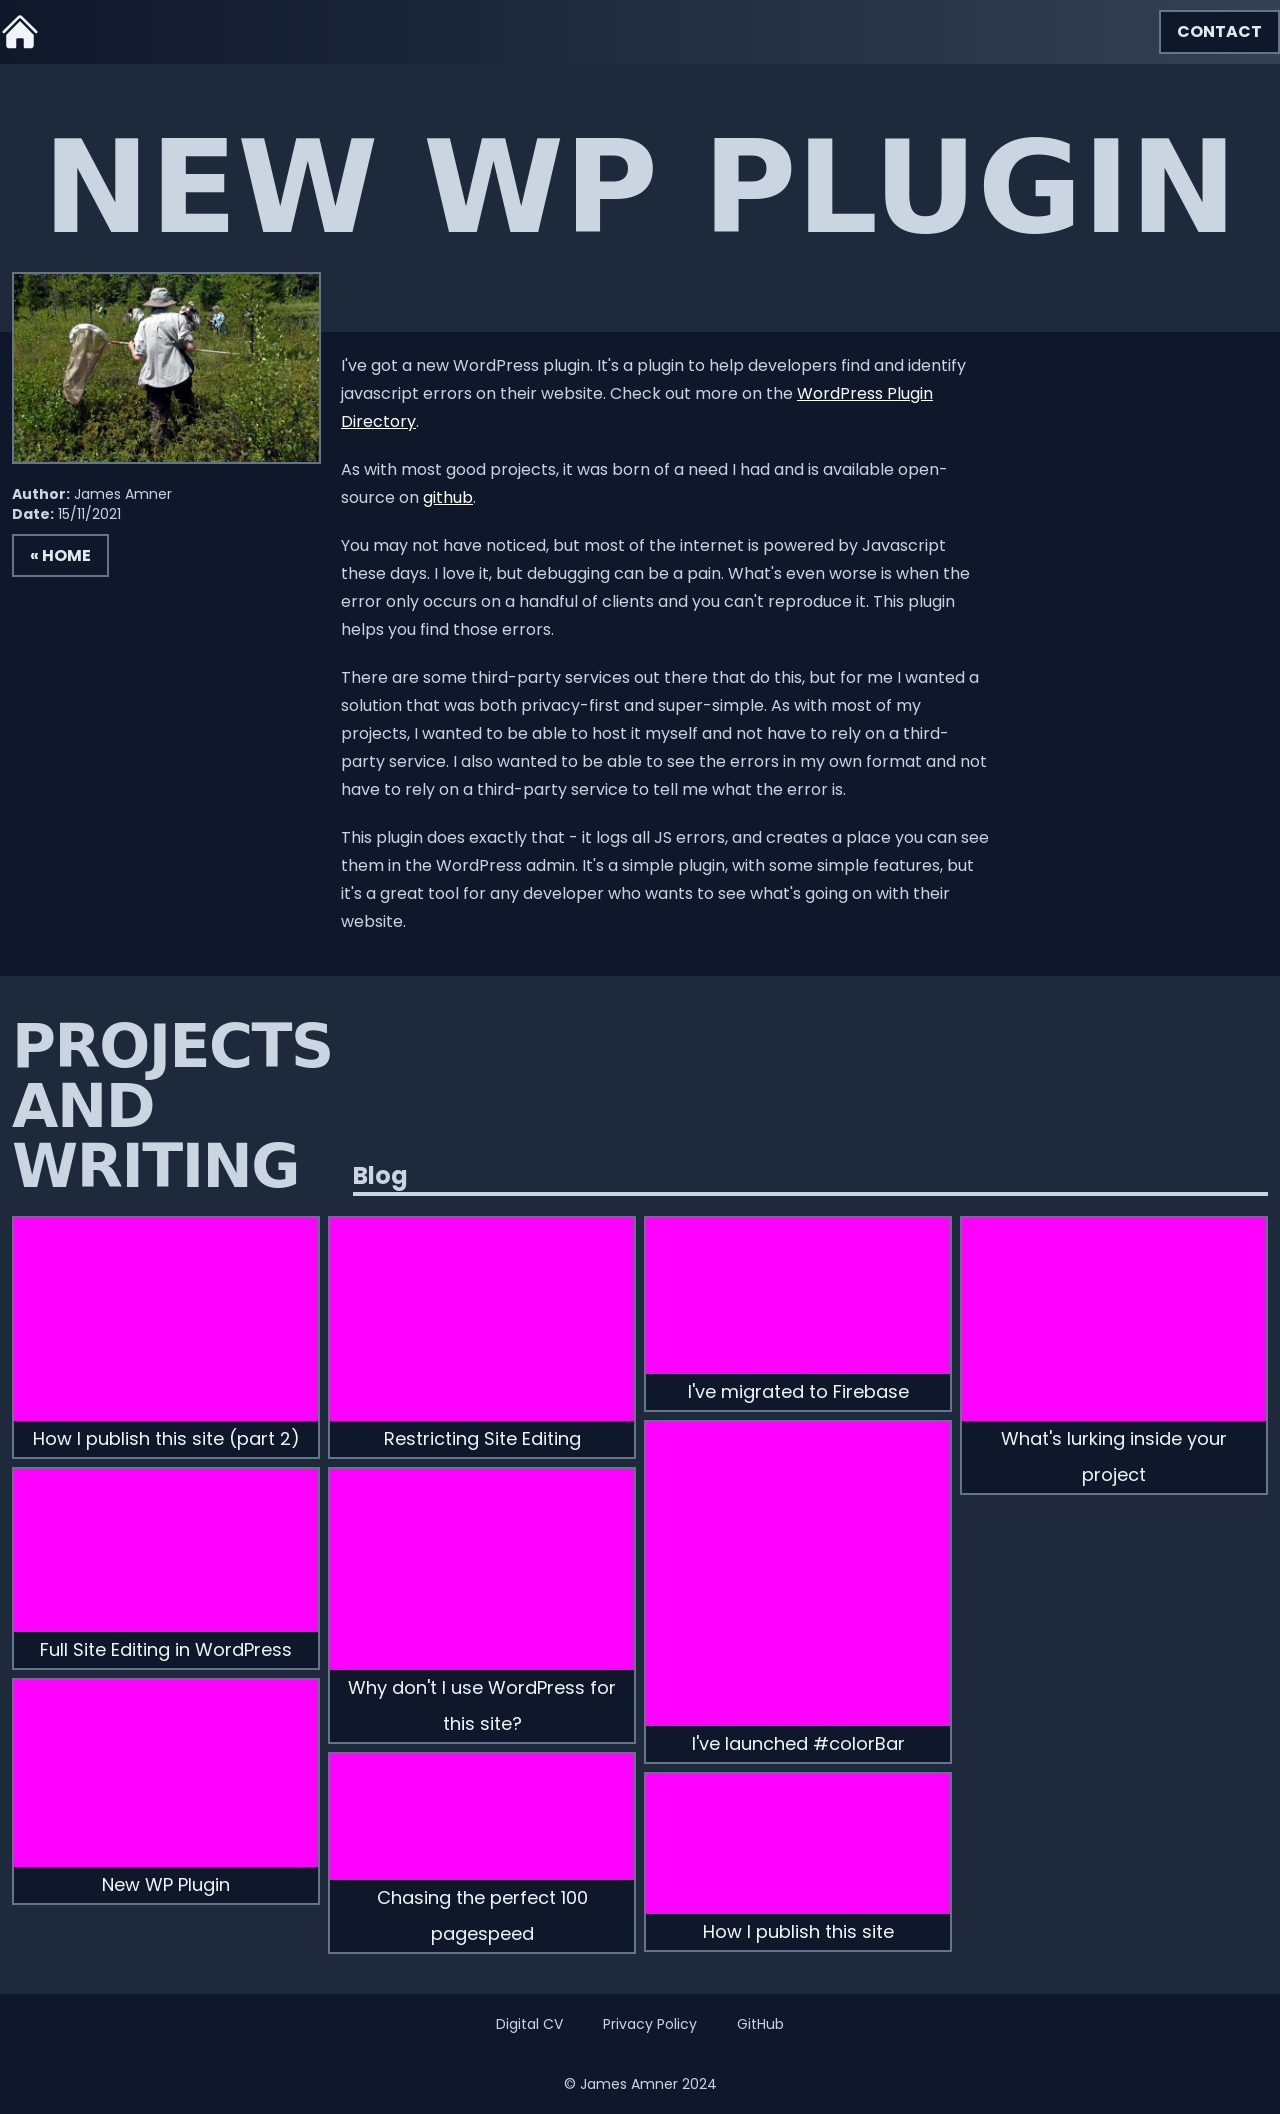 CONTACT
NEW WP PLUGIN
I've got a new WordPress plugin. It's a plugin to help developers find and identify
javascript errors on their website. Check out more on the WordPress Plugin
Directory.
As with most good projects, it was born of a need I had and is available open-
source on github.
You may not have noticed, but most of the internet is powered by Javascript
these days. I love it, but debugging can be a pain. What's even worse is when the
error only occurs on a handful of clients and you can't reproduce it. This plugin
helps you find those errors.
There are some third-party services out there that do this, but for me I wanted a
solution that was both privacy-first and super-simple. As with most of my
projects, I wanted to be able to host it myself and not have to rely on a third-
party service. I also wanted to be able to see the errors in my own format and not
have to rely on a third-party service to tell me what the error is.
This plugin does exactly that - it logs all JS errors, and creates a place you can see
them in the WordPress admin. It's a simple plugin, with some simple features, but
it's a great tool for any developer who wants to see what's going on with their
website.
Author: James Amner
Date: 15/11/2021
« HOME
PROJECTS
AND
WRITING
Blog
How I publish this site (part 2)
Full Site Editing in WordPress
New WP Plugin
Restricting Site Editing
Why don't I use WordPress for
this site?
Chasing the perfect 100
pagespeed
I've migrated to Firebase
I've launched #colorBar
How I publish this site
What's lurking inside your
project
Digital CV
Privacy Policy
GitHub
© James Amner 2024